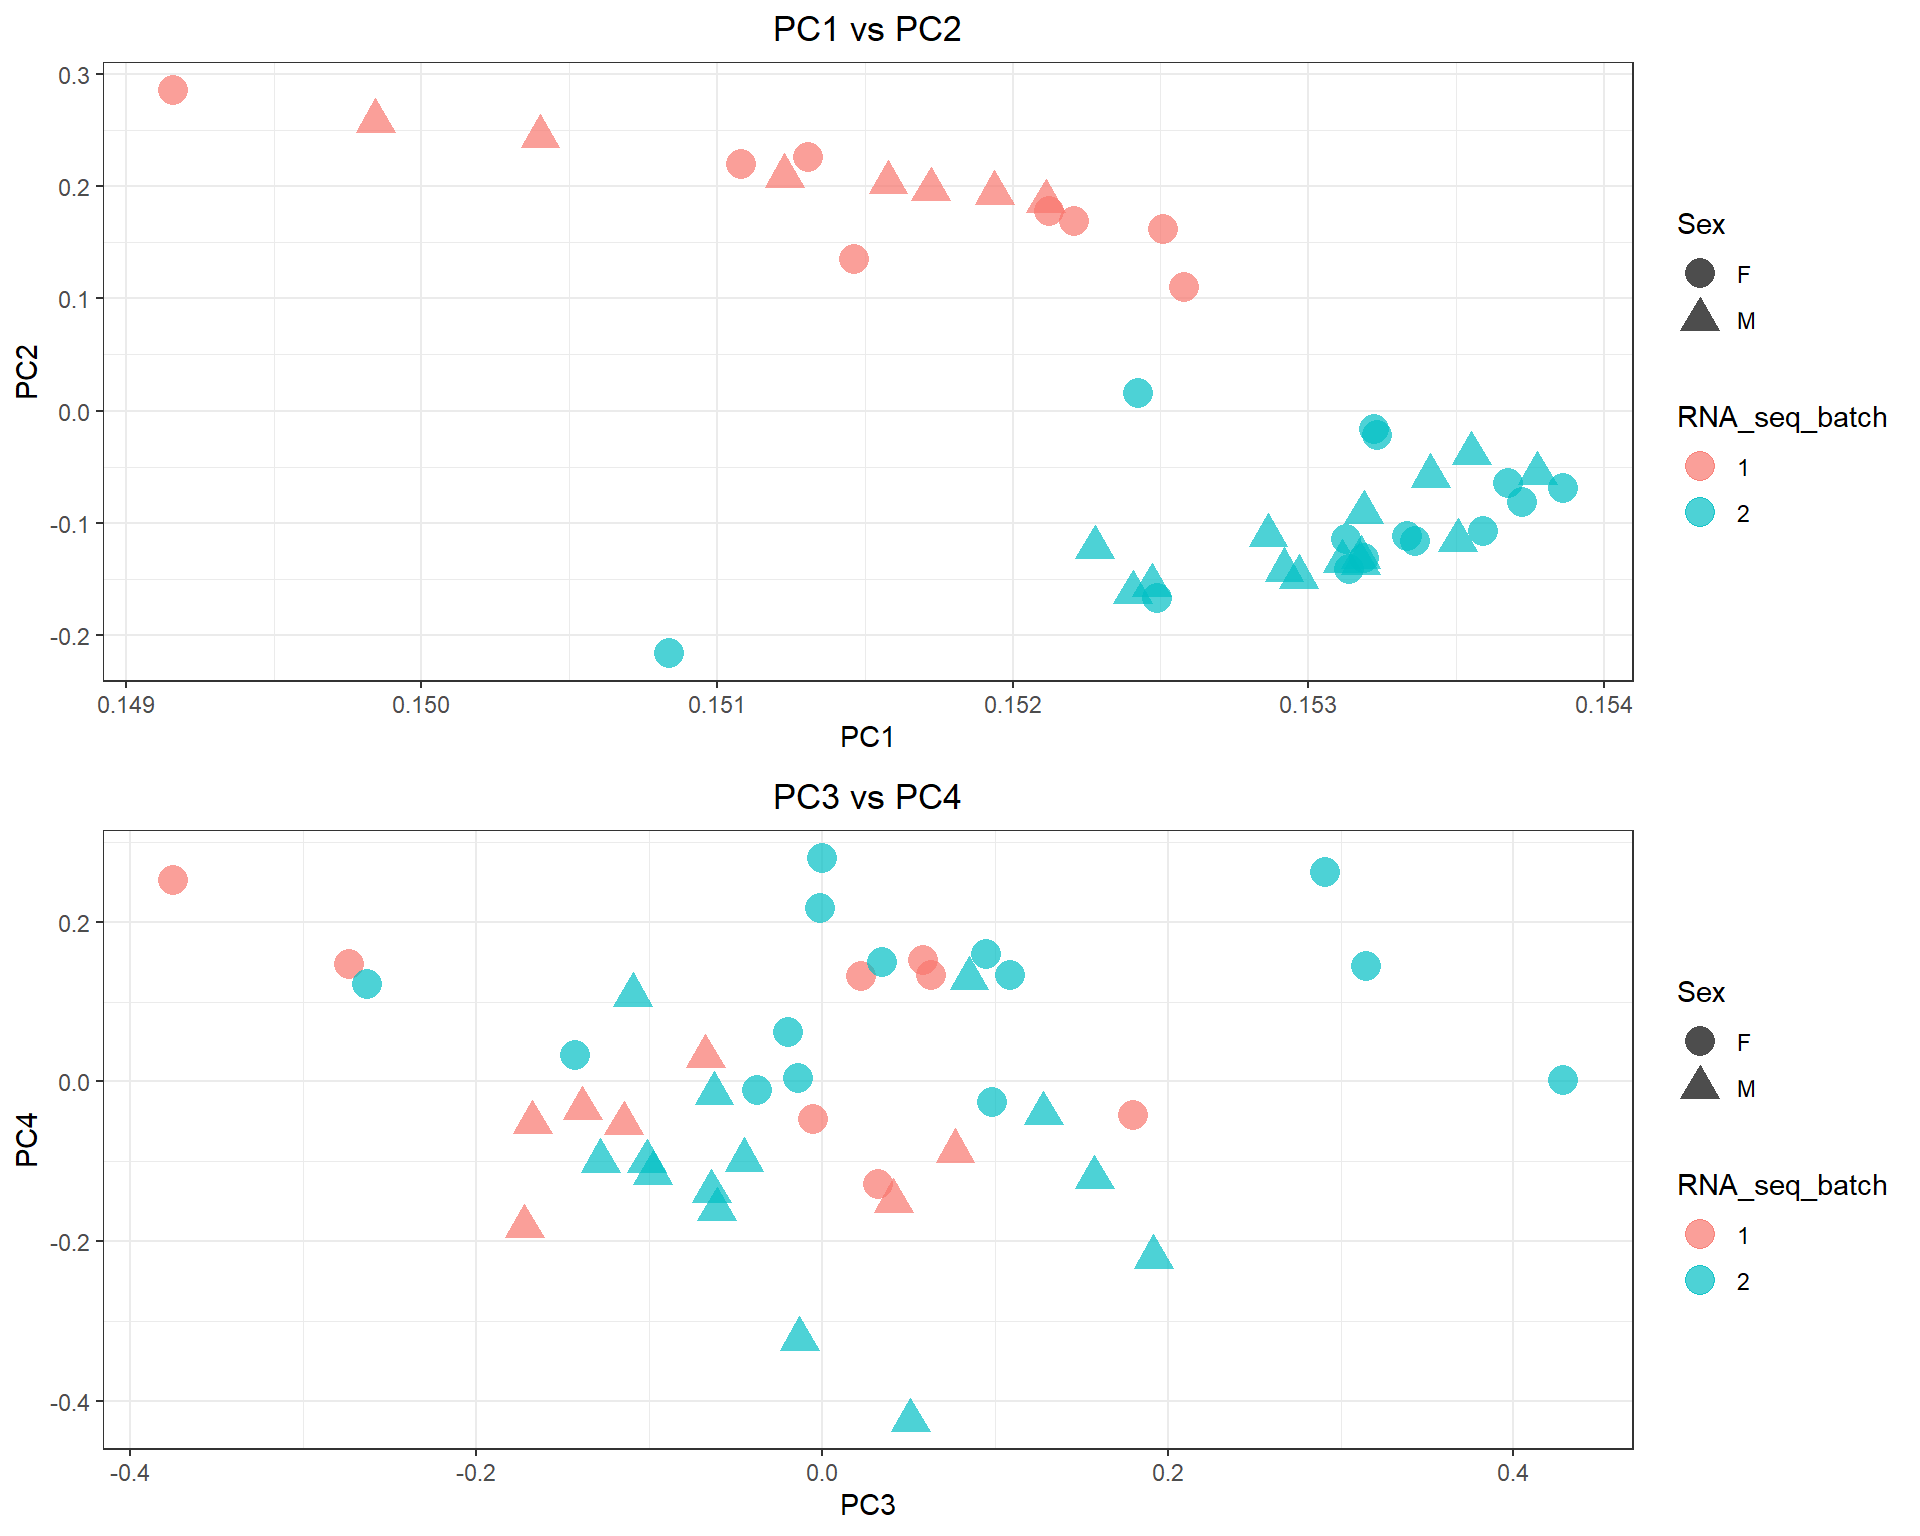 PC1 vs PC2
0.3
0.2
0.1
0.0
-0.1
-0.2
PC2
0.149 0.150 0.151 0.152 0.153 0.154
PC1
Sex
F
M
RNA_seq_batch
1
2
PC3 vs PC4
0.2
0.0
-0.2
-0.4
PC4
-0.4 -0.2 0.0 0.2 0.4
PC3
Sex
F
M
RNA_seq_batch
1
2